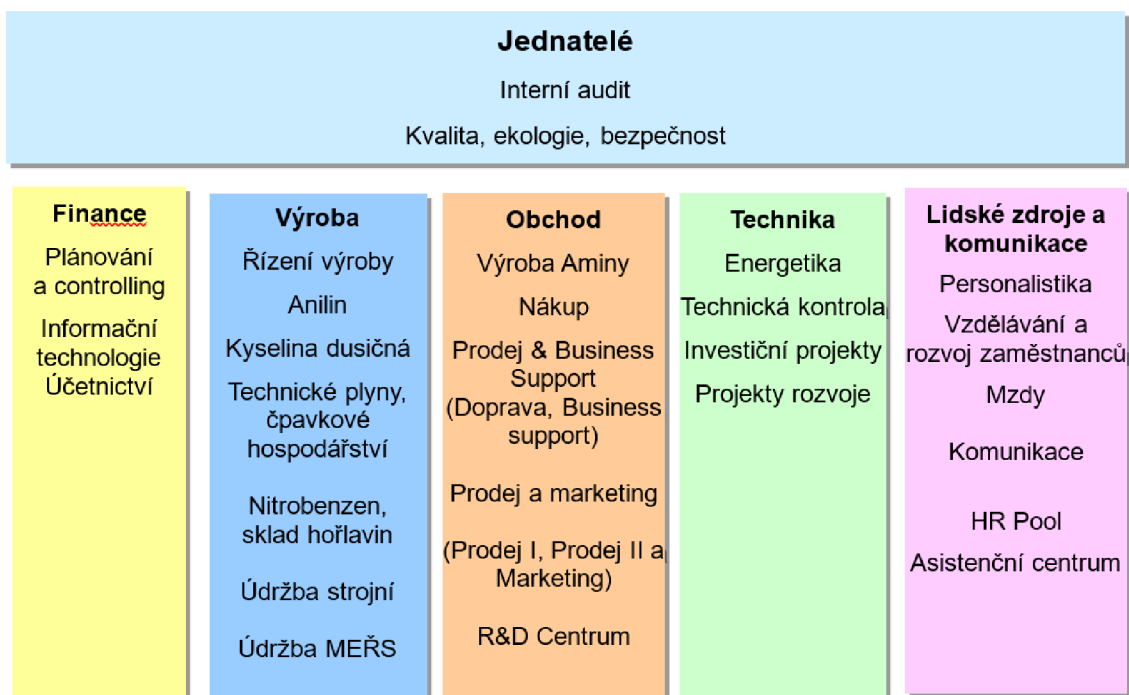 Jednatelé
Interní audit
Kvalita, ekologie, bezpečnost
Finance
Plánování
a controlling
Informační
technologie
Účetnictví
Výroba
Řízení výroby
Anilin
Kyselina dusičná
Technické plyny,
čpavkové
hospodářství
Nitrobenzen,
sklad hořlavin
Údržba strojní
Údržba MEŘS
Obchod
Výroba Aminy
Nákup
Prodej & Business
Support
(Doprava, Business
support)
Prodej a marketing
(Prodej I, Prodej II a
Marketing)
R&D Centrum
Technika
Energetika
Technická kontrola
Investiční projekty
Projekty rozvoje
Lidské zdroje a
komunikace
Personalistika
Vzdělávání a
rozvoj zaměstnanců
Mzdy
Komunikace
HR Pool
Asistenční centrum